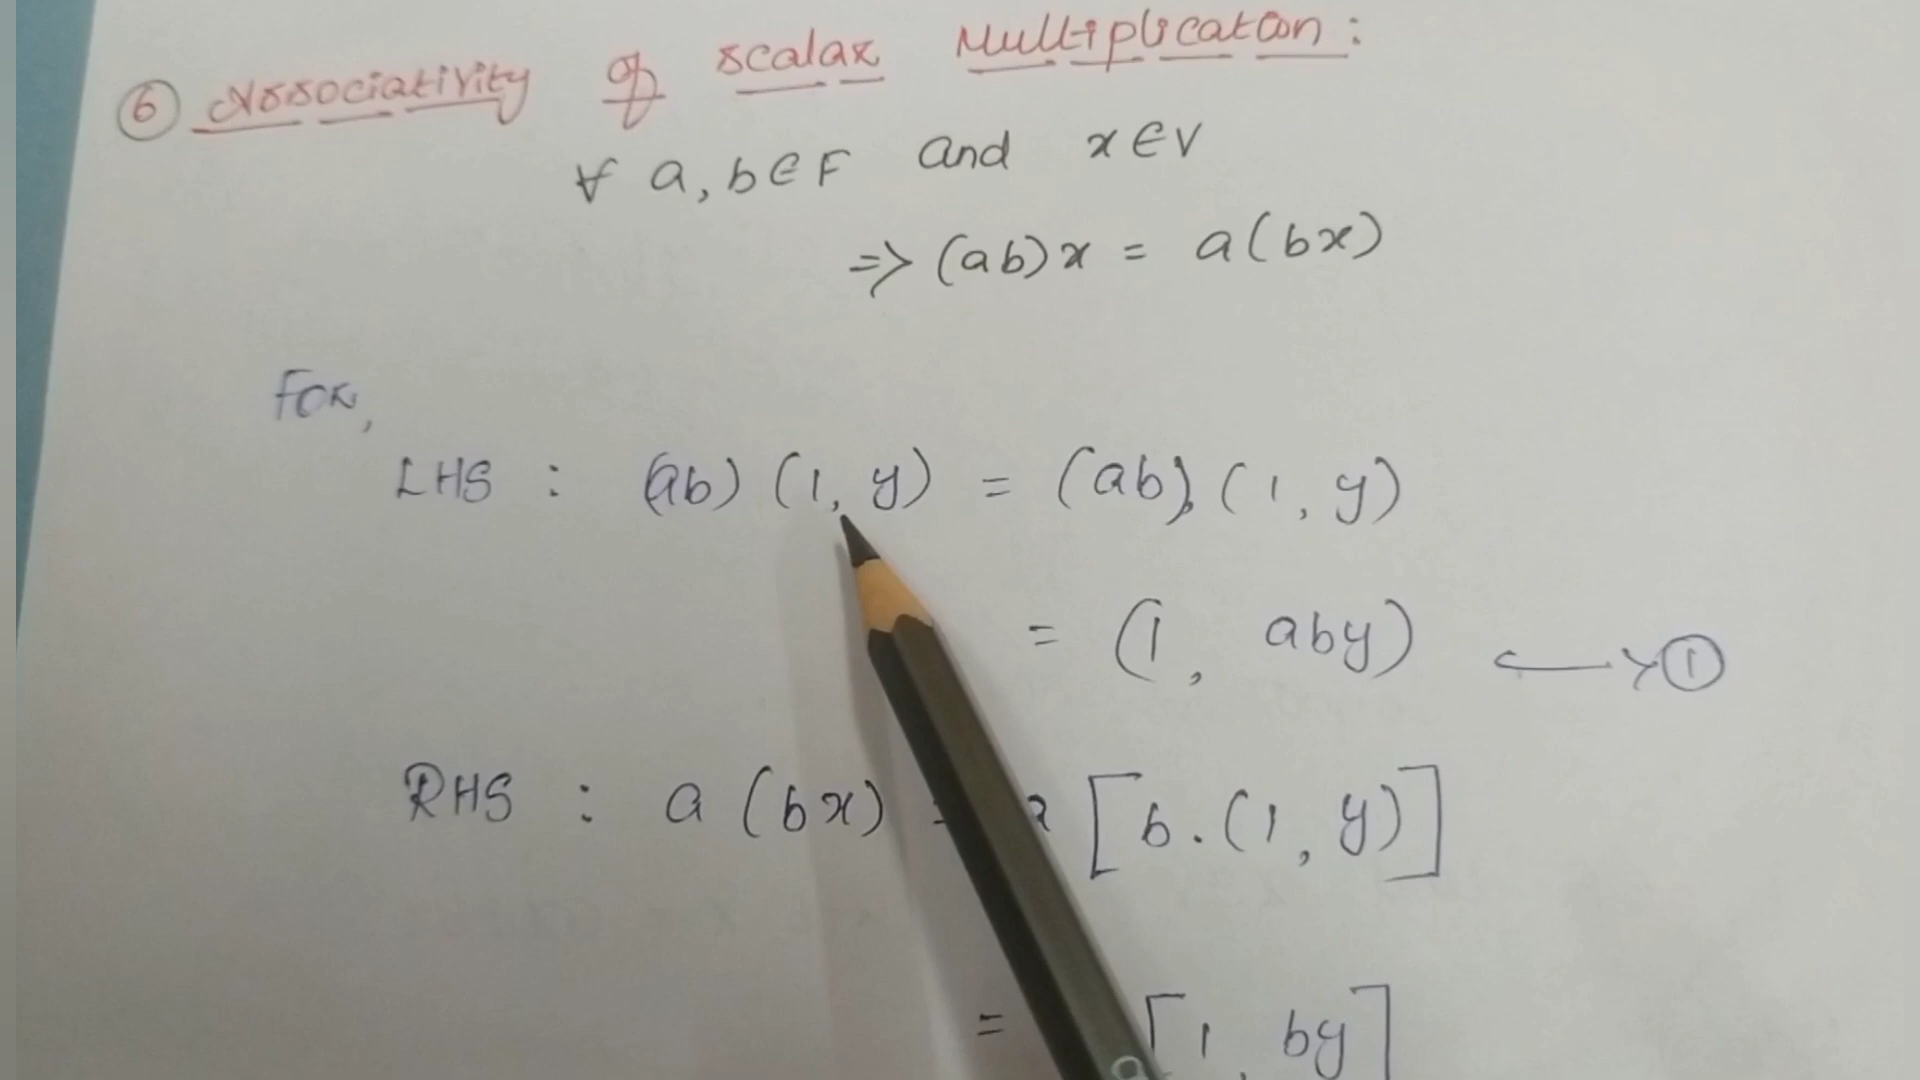 ⑥ Associativity of scalar Multiplication :
∀ a, b ∈ F and x ∈ V
=> (ab)x = a(bx)
For,
LHS : (ab) (1, y) = (ab). (1, y)
= (1, aby) → ①
RHS : a (bx) = a [b. (1, y)]
= [1, by]